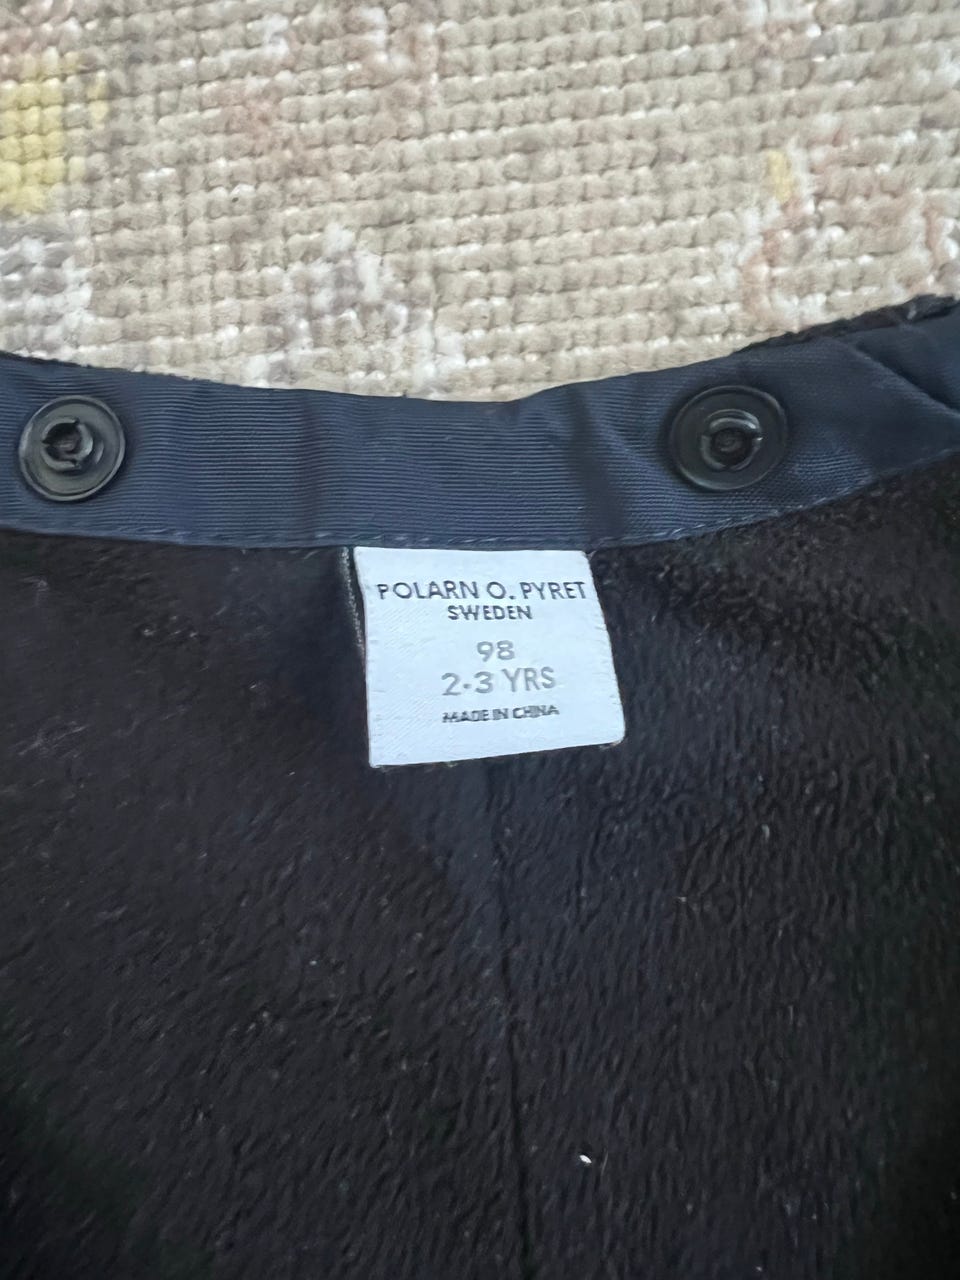 POLARN O. PYRET
SWEDEN
98
2-3 YRS
MADE IN CHINA